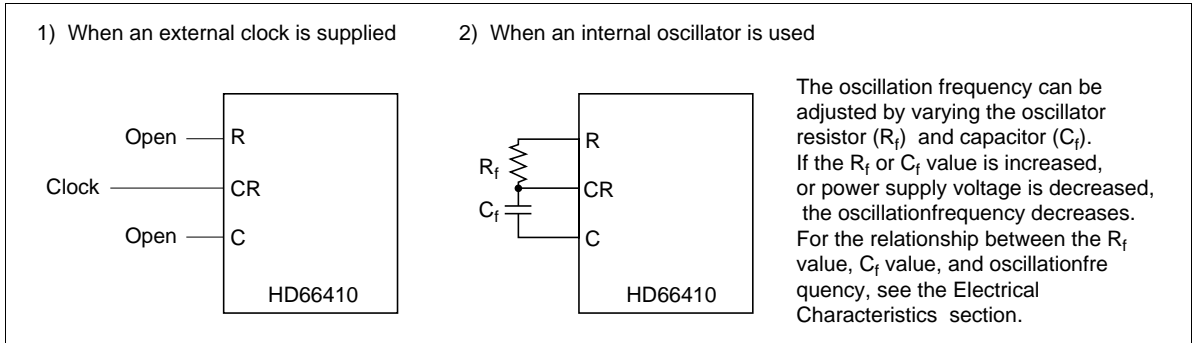 1) When an external clock is supplied
2) When an internal oscillator is used
Open
R
Clock
CR
Open
C
HD66410
R
Rf
CR
Cf
C
HD66410
The oscillation frequency can be
adjusted by varying the oscillator
resistor (Rf) and capacitor (Cf).
If the Rf or Cf value is increased,
or power supply voltage is decreased,
the oscillationfrequency decreases.
For the relationship between the Rf
value, Cf value, and oscillationfre
quency, see the Electrical
Characteristics section.